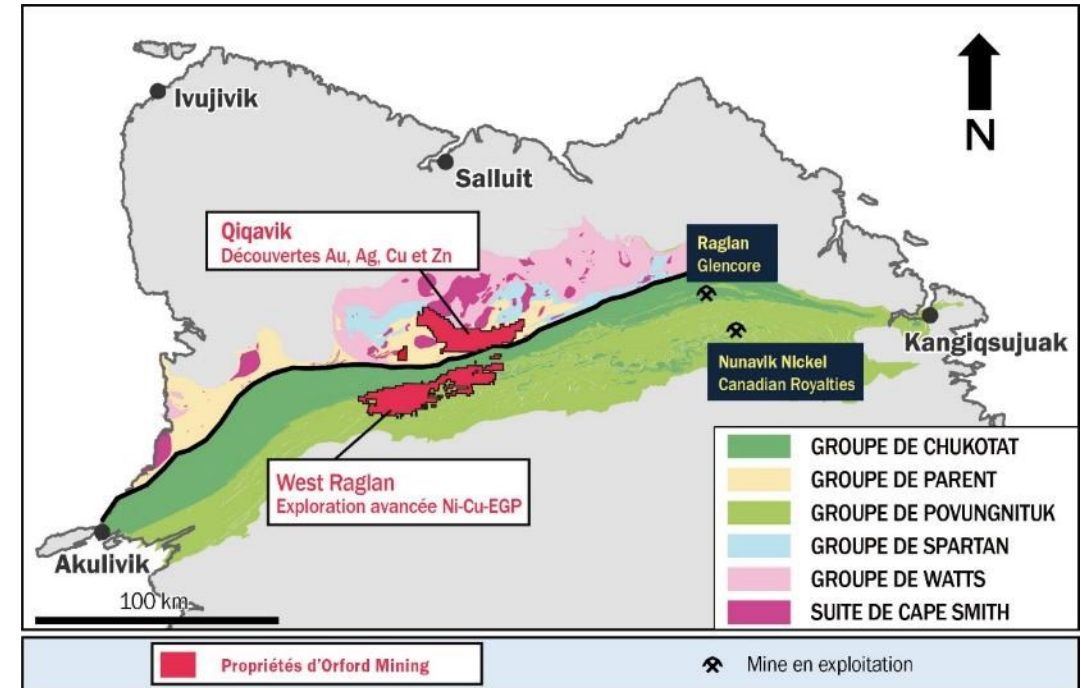 Ivujivik
N
Salluit
Qiqavik
Découvertes Au, Ag, Cu et Zn
Raglan
Glencore
Kangiqsujuak
Nunavik NIckel
Canadian Royalties
West Raglan
Exploration avancée Ni-Cu-EGP
Akulivik
100 km
GROUPE DE CHUKOTAT
GROUPE DE PARENT
GROUPE DE POVUNGNITUK
GROUPE DE SPARTAN
GROUPE DE WATTS
SUITE DE CAPE SMITH
Propriétés d'Orford Mining
Mine en exploitation